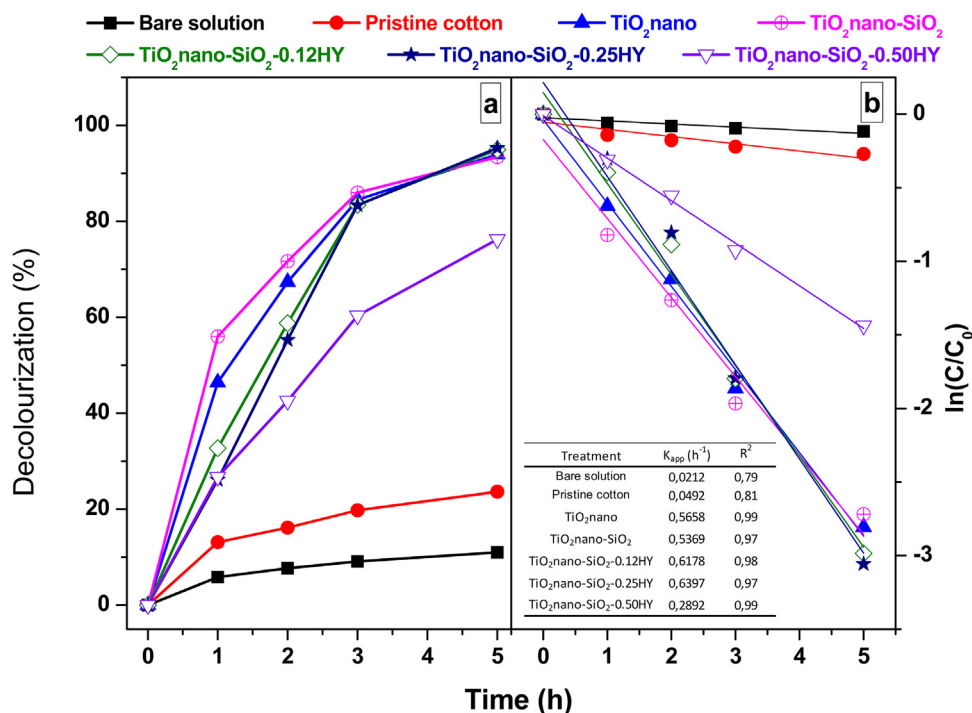 Bare solution Pristine cotton TiO₂nano TiO₂nano-SiO₂
TiO₂nano-SiO₂-0.12HY TiO₂nano-SiO₂-0.25HY TiO₂nano-SiO₂-0.50HY
a
b
Decolourization (%)
100
80
60
40
20
0
0 1 2 3 4 5
0 1 2 3 4 5
Time (h)
-0
-1
-2
-3
ln(C/C₀)
Treatment Kₐₚₚ (h⁻¹) R²
Bare solution 0,0212 0,79
Pristine cotton 0,0492 0,81
TiO₂nano 0,5658 0,99
TiO₂nano-SiO₂ 0,5369 0,97
TiO₂nano-SiO₂-0.12HY 0,6178 0,98
TiO₂nano-SiO₂-0.25HY 0,6397 0,97
TiO₂nano-SiO₂-0.50HY 0,2892 0,99